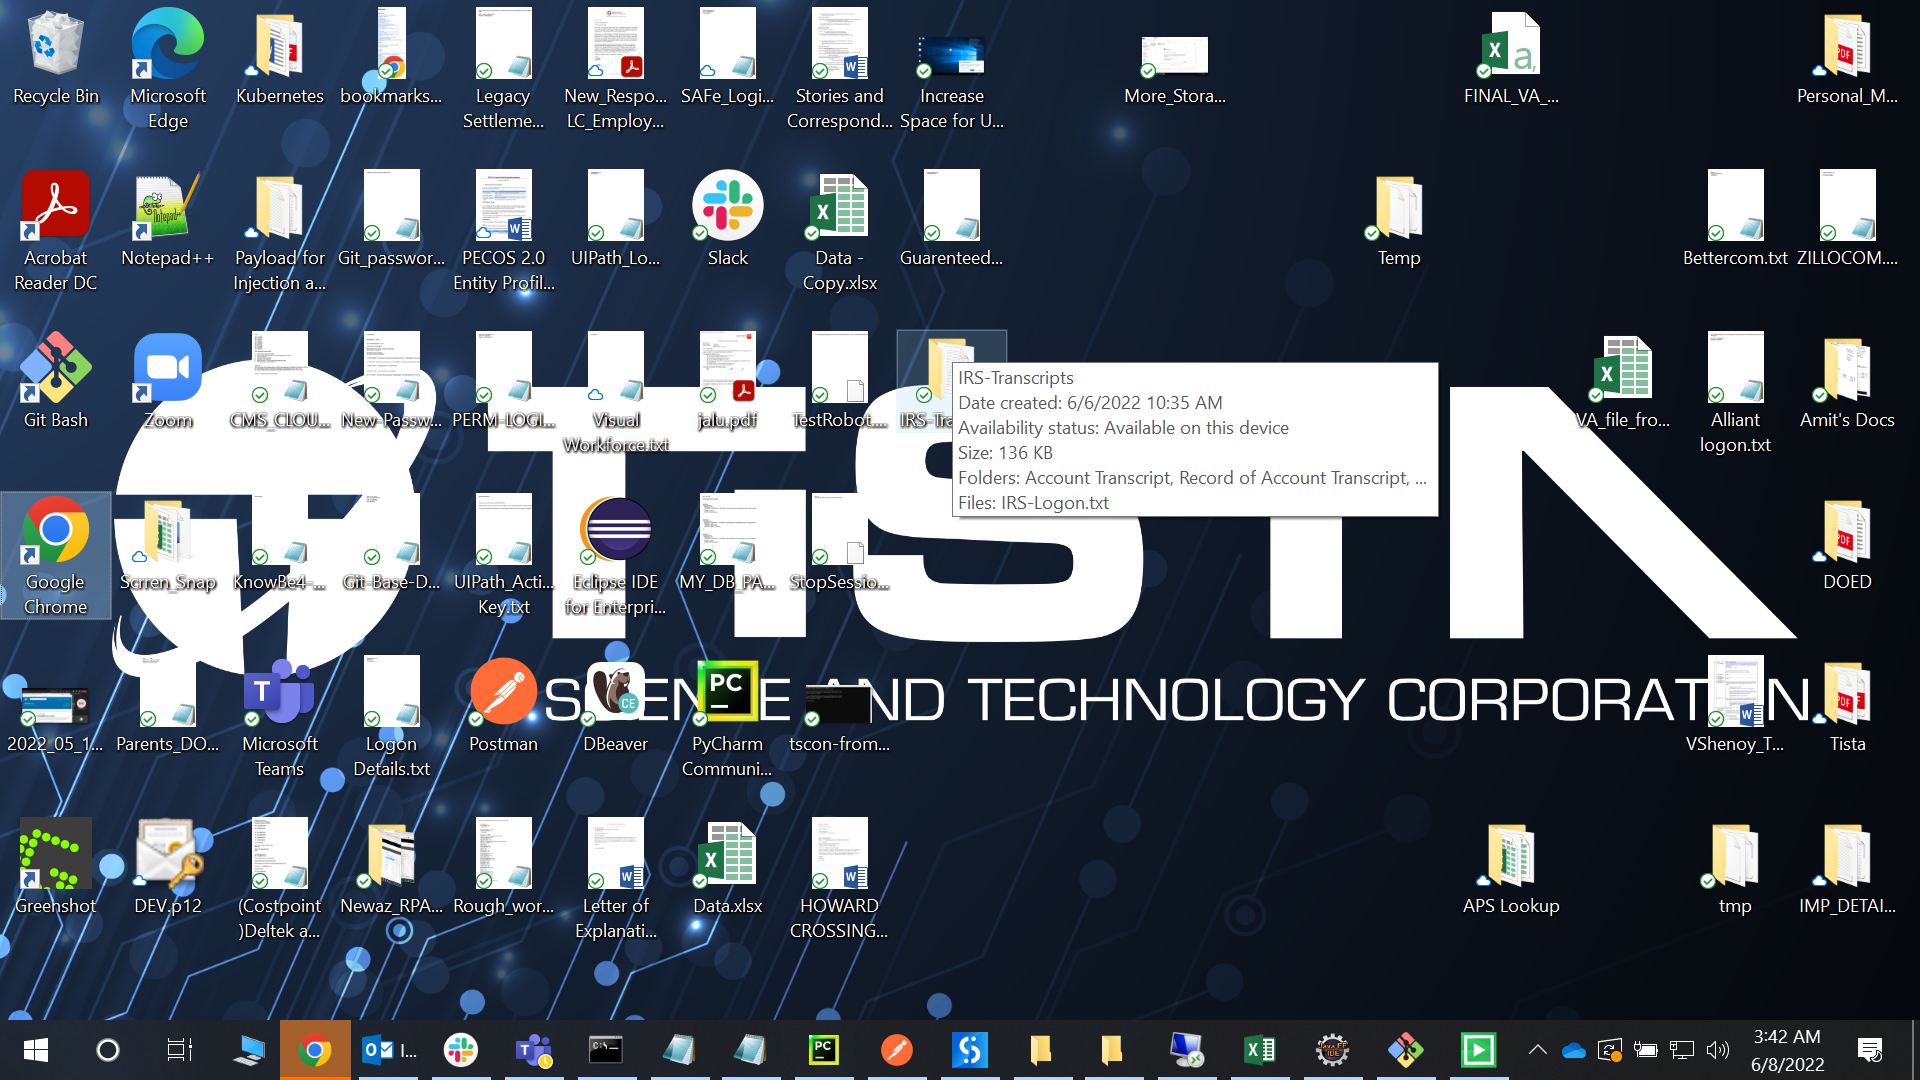 Recycle Bin
Microsoft
Edge
Kubernetes
bookmarks...
Legacy
Settleme...
New_Respo...
LC_Employ...
SAFe_Logi...
Stories and
Correspond...
Increase
Space for U...
More_Stora...
FINAL_VA_...
Personal_M...
Acrobat
Reader DC
Notepad++
Payload for
Injection a...
Git_passwor...
PECOS 2.0
Entity Profil...
UIPath_Lo...
Slack
Data -
Copy.xlsx
Guarenteed...
Temp
Bettercom.txt
ZILLOCOM....
Git Bash
Zoom
CMS_CLOU...
New-Passw...
PERM-LOGI...
Visual
Workforce.txt
jalu.pdf
TestRobot...
IRS-Tra
IRS-Transcripts
Date created: 6/6/2022 10:35 AM
Availability status: Available on this device
Size: 136 KB
Folders: Account Transcript, Record of Account Transcript, ...
Files: IRS-Logon.txt
VA_file_fro...
Alliant
logon.txt
Amit's Docs
Google
Chrome
Scrren_Snap
KnowBe4-...
Git-Base-D...
UIPath_Acti...
Key.txt
Eclipse IDE
for Enterpri...
MY_DB_PA...
StopSessio...
DOED
TISTA
SCIENCE AND TECHNOLOGY CORPORATION
2022_05_1...
Parents_DO...
Microsoft
Teams
Logon
Details.txt
Postman
DBeaver
PyCharm
Communi...
tscon-from...
VShenoy_T...
Tista
Greenshot
DEV.p12
(Costpoint
)Deltek a...
Newaz_RPA...
Rough_wor...
Letter of
Explanati...
Data.xlsx
HOWARD
CROSSING...
APS Lookup
tmp
IMP_DETAI...
I...
3:42 AM
6/8/2022